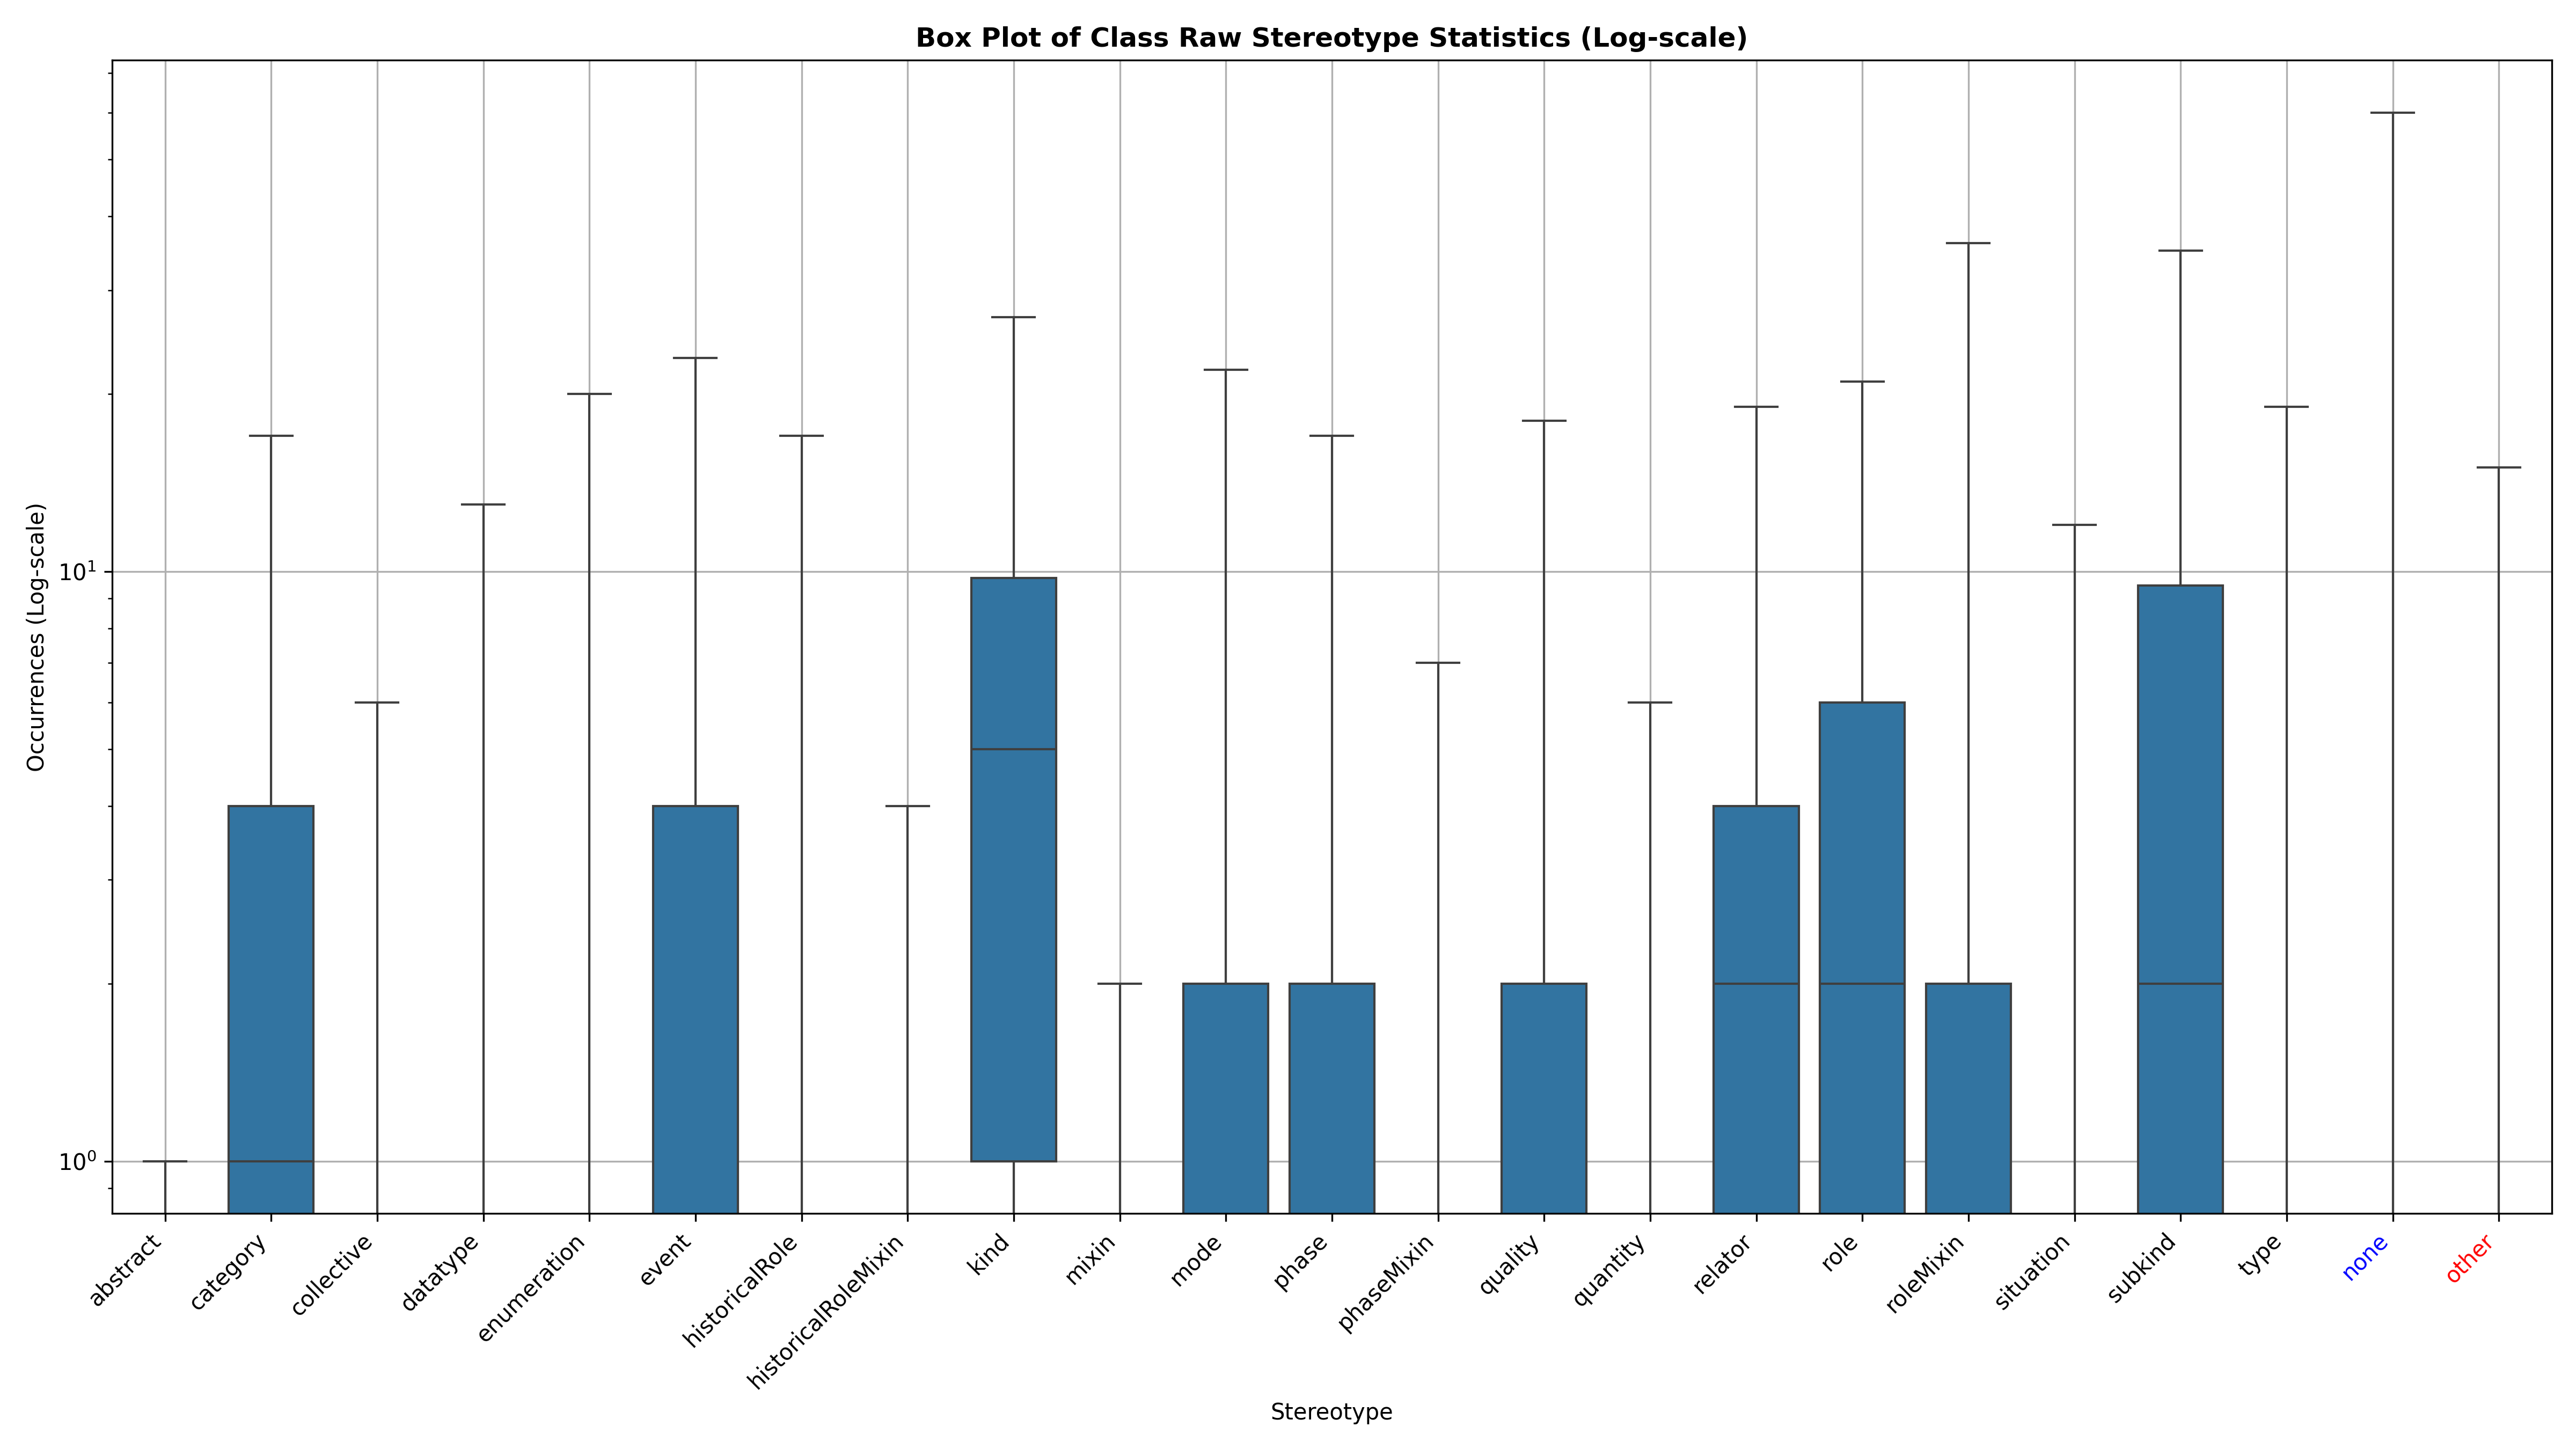 Box Plot of Class Raw Stereotype Statistics (Log-scale)
Occurrences (Log-scale)
10¹
10⁰
abstract
category
collective
datatype
enumeration
event
historicalRole
historicalRoleMixin
kind
mixin
mode
phase
phaseMixin
quality
quantity
relator
role
roleMixin
situation
subkind
type
none
other
Stereotype